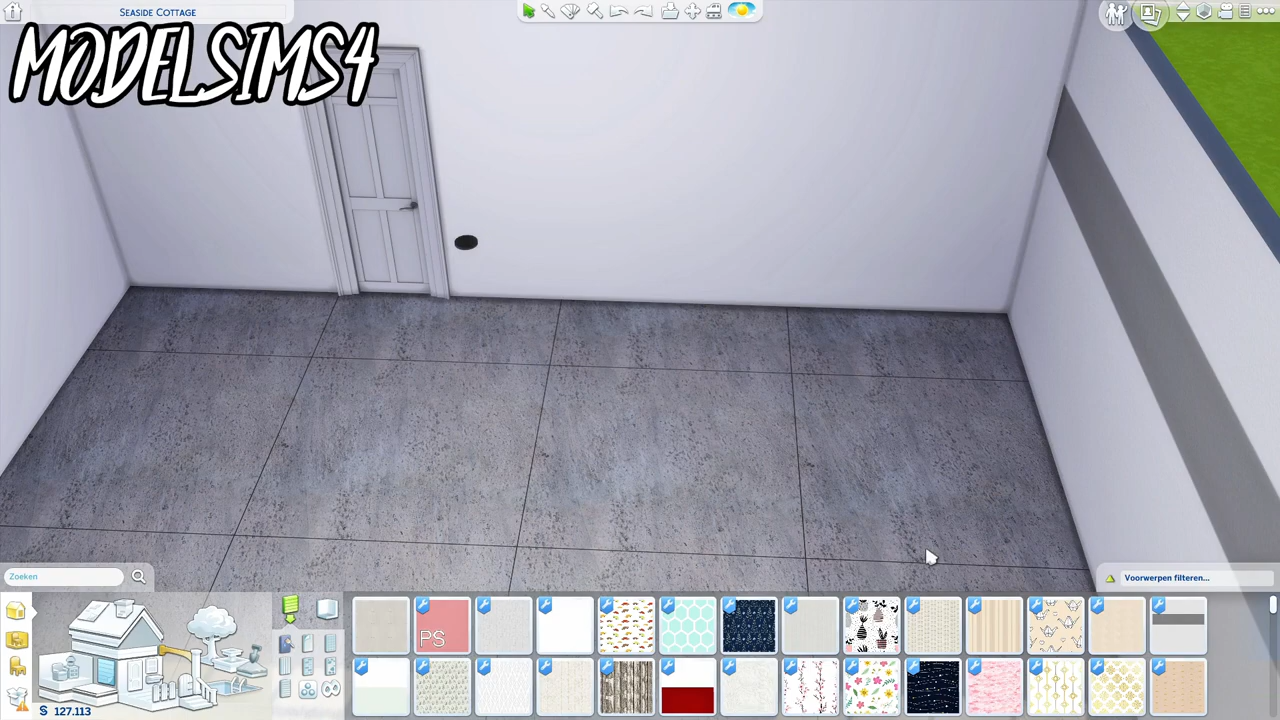 Seaside Cottage
MODELSIMS4
Zoeken
Voorwerpen filteren...
PS
§ 127.113